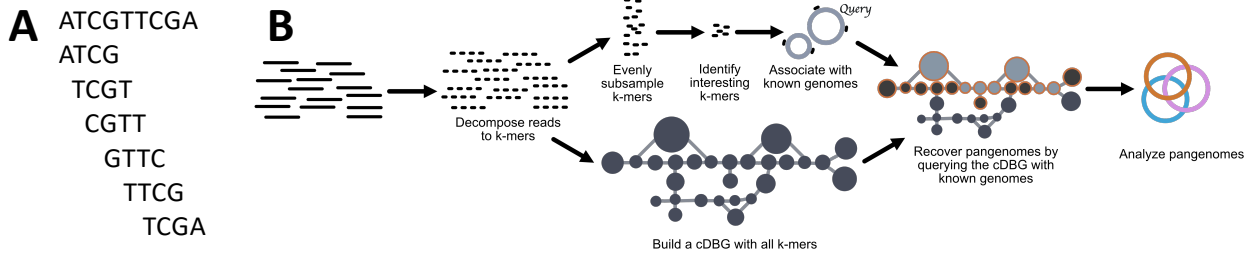 A
ATCGTTCGA
ATCG
TCGT
CGTT
GTTC
TTCG
TCGA
B
Decompose reads
to k-mers
Evenly
subsample
k-mers
Identify
interesting
k-mers
Query
Associate with
known genomes
Build a cDBG with all k-mers
Recover pangenomes by
querying the cDBG with
known genomes
Analyze pangenomes